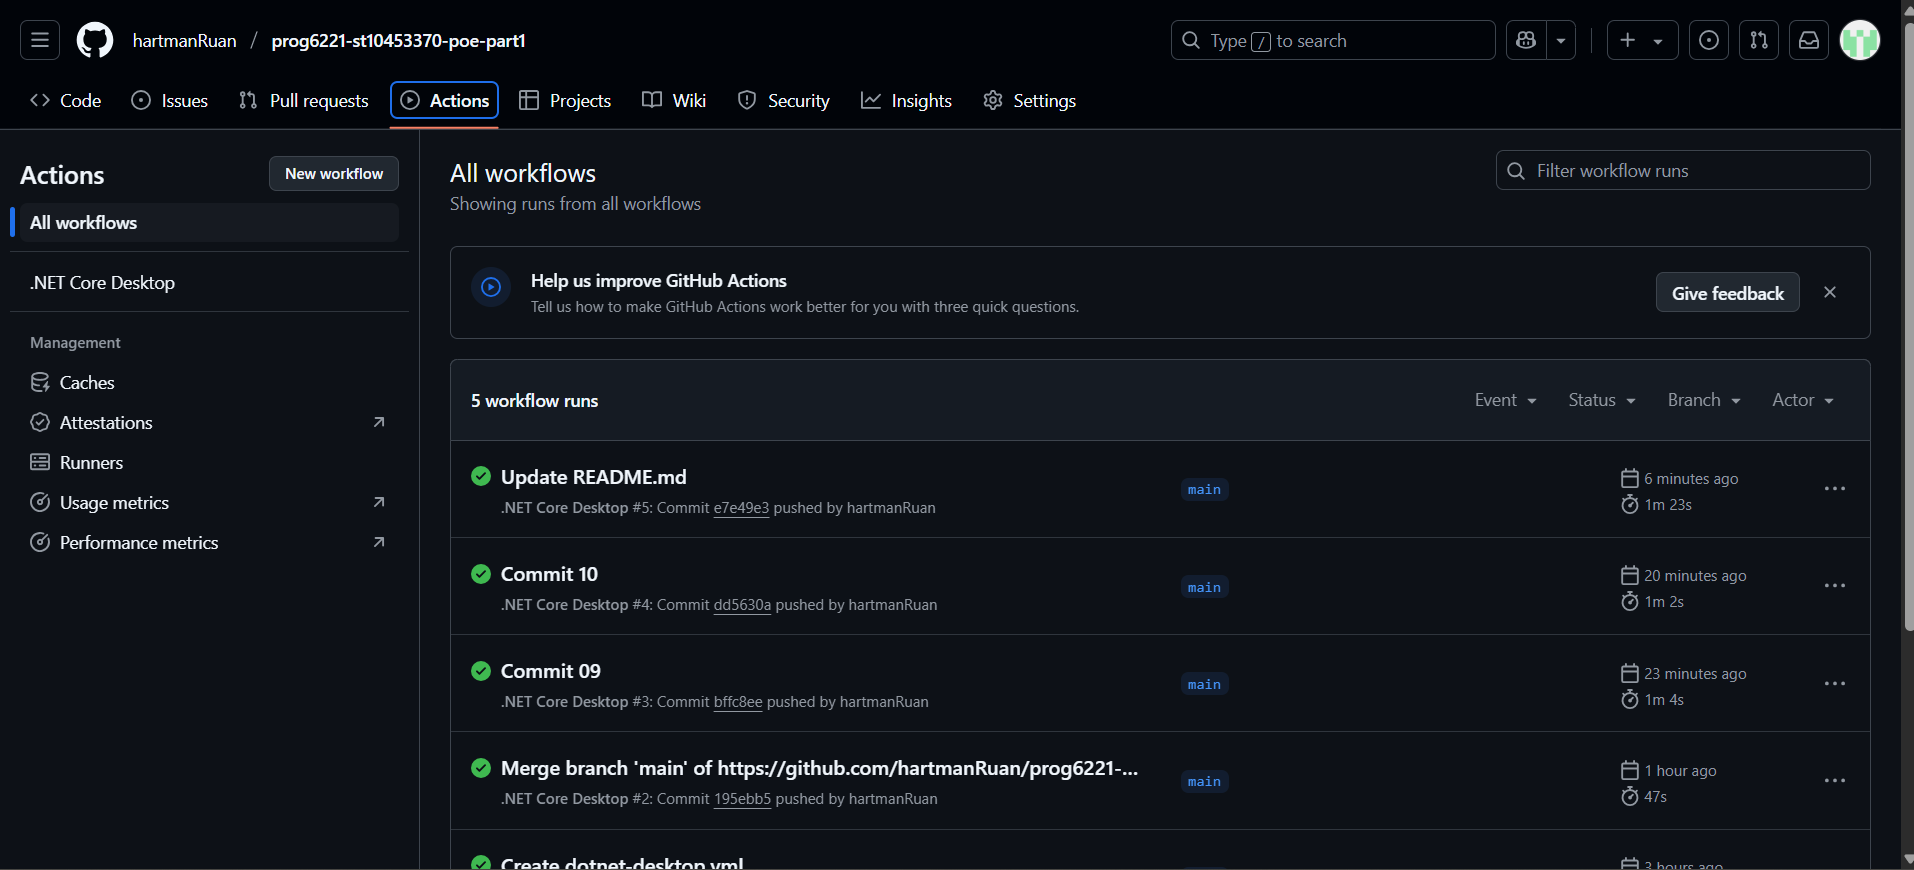 hartmanRuan / prog6221-st10453370-poe-part1
Type / to search
Code Issues Pull requests Actions Projects Wiki Security Insights Settings
Actions
New workflow
All workflows
.NET Core Desktop
Management
Caches
Attestations
Runners
Usage metrics
Performance metrics
All workflows
Showing runs from all workflows
Filter workflow runs
Help us improve GitHub Actions
Tell us how to make GitHub Actions work better for you with three quick questions.
Give feedback
5 workflow runs
Event Status Branch Actor
Update README.md
.NET Core Desktop #5: Commit e7e49e3 pushed by hartmanRuan
main
6 minutes ago
1m 23s
Commit 10
.NET Core Desktop #4: Commit dd5630a pushed by hartmanRuan
main
20 minutes ago
1m 2s
Commit 09
.NET Core Desktop #3: Commit bffc8ee pushed by hartmanRuan
main
23 minutes ago
1m 4s
Merge branch 'main' of https://github.com/hartmanRuan/prog6221-...
.NET Core Desktop #2: Commit 195ebb5 pushed by hartmanRuan
main
1 hour ago
47s
Create dotnet-desktop.yml
3 hours ago